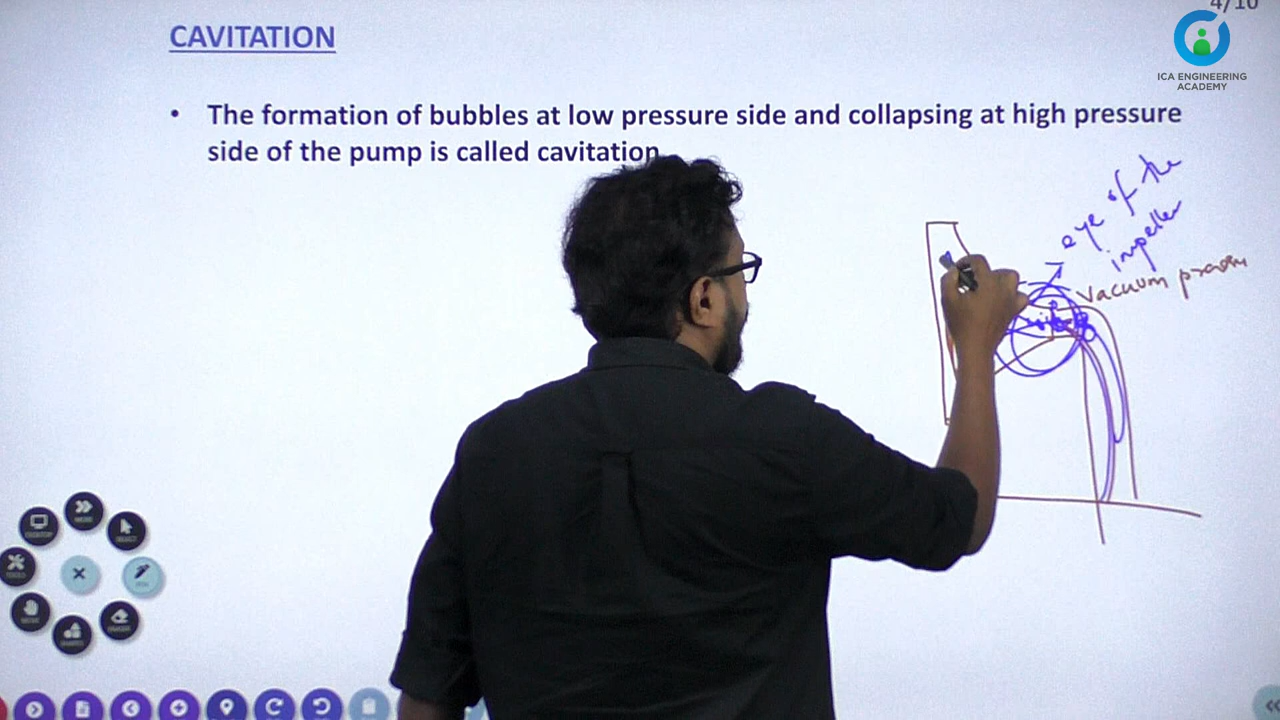 4/10
CAVITATION
ICA ENGINEERING
ACADEMY
• The formation of bubbles at low pressure side and collapsing at high pressure
side of the pump is called cavitation
eye of the
impeller
Vacuum